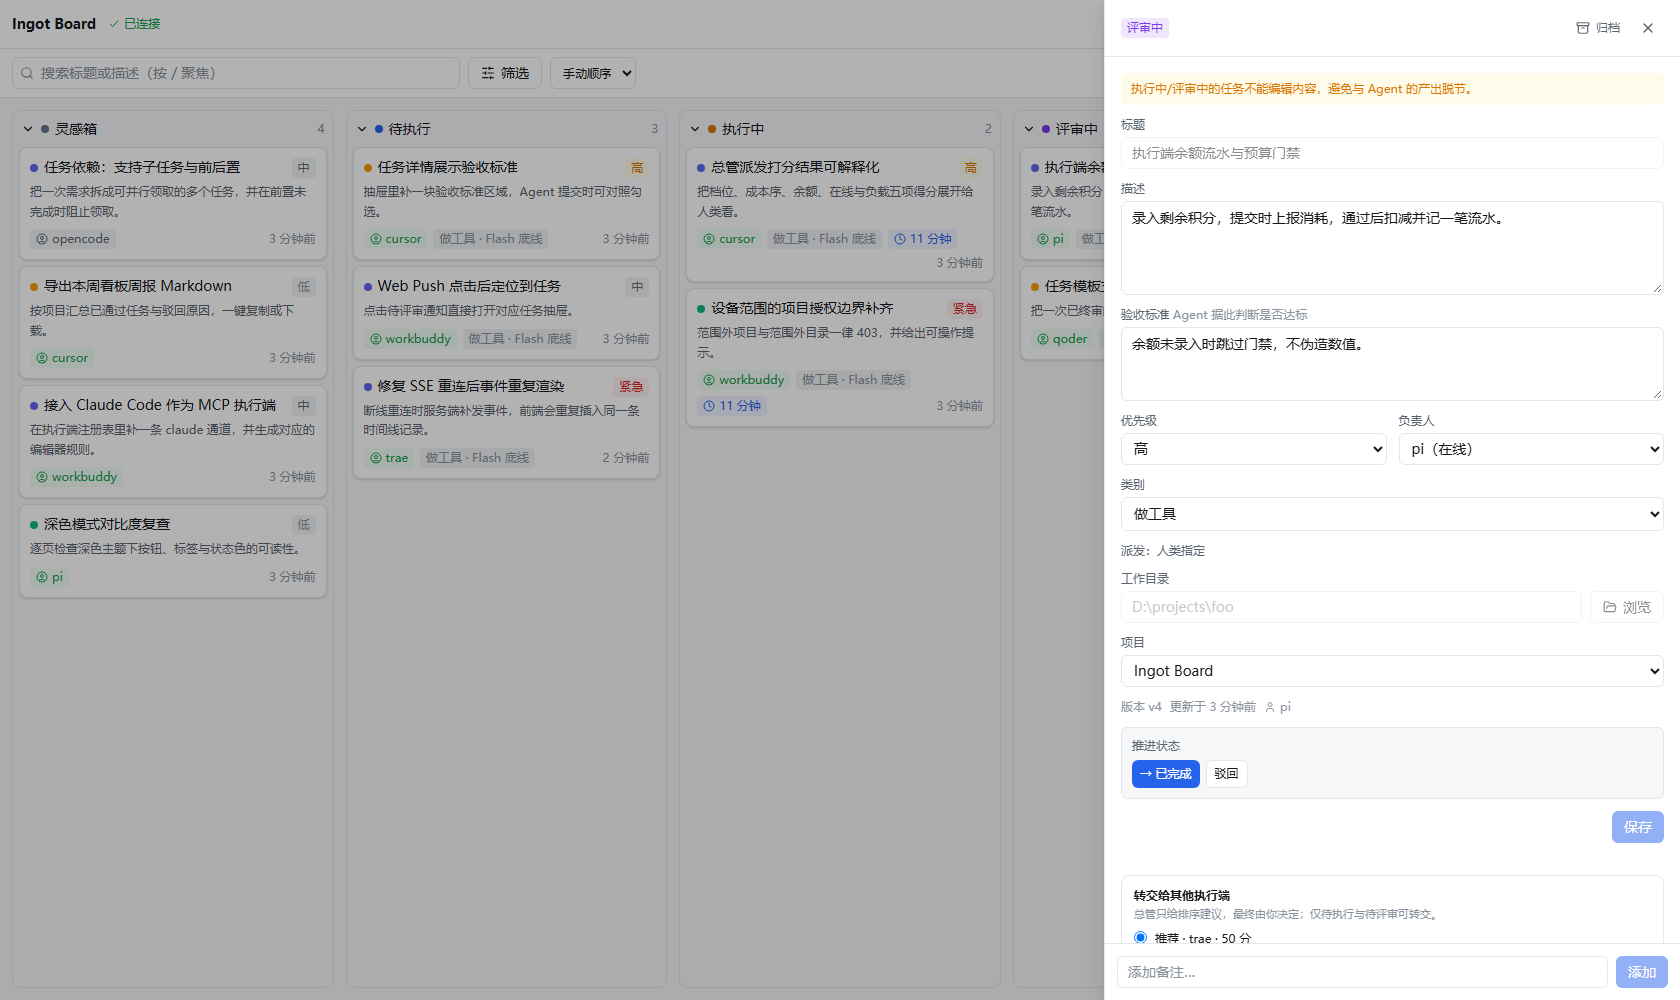 Ingot Board
已连接
搜索标题或描述（按 / 聚焦）
筛选
手动顺序
灵感箱
4
任务依赖：支持子任务与前后置
中
把一次需求拆成可并行领取的多个任务，并在前置未
完成时阻止领取。
opencode
3 分钟前
导出本周看板周报 Markdown
低
按项目汇总已通过任务与驳回原因，一键复制或下
载。
cursor
3 分钟前
接入 Claude Code 作为 MCP 执行端
中
在执行端注册表里补一条 claude 通道，并生成对应的
编辑器规则。
workbuddy
3 分钟前
深色模式对比度复查
低
逐页检查深色主题下按钮、标签与状态色的可读性。
pi
3 分钟前
待执行
3
任务详情展示验收标准
高
抽屉里补一块验收标准区域，Agent 提交时可对照勾
选。
cursor
做工具 · Flash 底线
3 分钟前
Web Push 点击后定位到任务
中
点击待评审通知直接打开对应任务抽屉。
workbuddy
做工具 · Flash 底线
3 分钟前
修复 SSE 重连后事件重复渲染
紧急
断线重连时服务端补发事件，前端会重复插入同一条
时间线记录。
trae
做工具 · Flash 底线
2 分钟前
执行中
2
总管派发打分结果可解释化
高
把档位、成本序、余额、在线与负载五项得分展开给
人类看。
cursor
做工具 · Flash 底线
11 分钟
3 分钟前
设备范围的项目授权边界补齐
紧急
范围外项目与范围外目录一律 403，并给出可操作提
示。
workbuddy
做工具 · Flash 底线
11 分钟
3 分钟前
评审中
执行端余
录入剩余积分
笔流水。
pi
做工
任务模板
把一次已终审
qoder
评审中
归档
执行中/评审中的任务不能编辑内容，避免与 Agent 的产出脱节。
标题
执行端余额流水与预算门禁
描述
录入剩余积分，提交时上报消耗，通过后扣减并记一笔流水。
验收标准 Agent 据此判断是否达标
余额未录入时跳过门禁，不伪造数值。
优先级
负责人
高
pi（在线）
类别
做工具
派发：人类指定
工作目录
D:\projects\foo
浏览
项目
Ingot Board
版本 v4 更新于 3 分钟前 pi
推进状态
→ 已完成
驳回
保存
转交给其他执行端
总管只给排序建议，最终由你决定；仅待执行与待评审可转交。
推荐 · trae · 50 分
添加备注...
添加